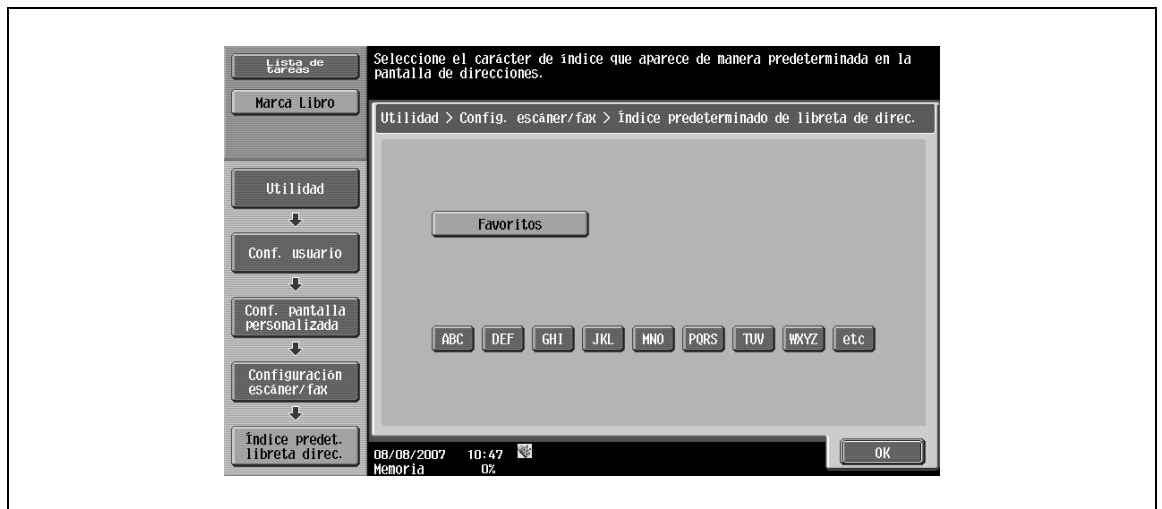 Lista de
tareas
Marca Libro
Utilidad
Conf. usuario
Conf. pantalla
personalizada
Configuración
escáner/fax
Índice predet.
libreta direc.
Seleccione el carácter de índice que aparece de manera predeterminada en la
pantalla de direcciones.
Utilidad > Config. escáner/fax > Índice predeterminado de libreta de direc.
Favoritos
ABC DEF GHI JKL MNO PQRS TUV WXYZ etc
08/08/2007 10:47
Memoria 0%
OK